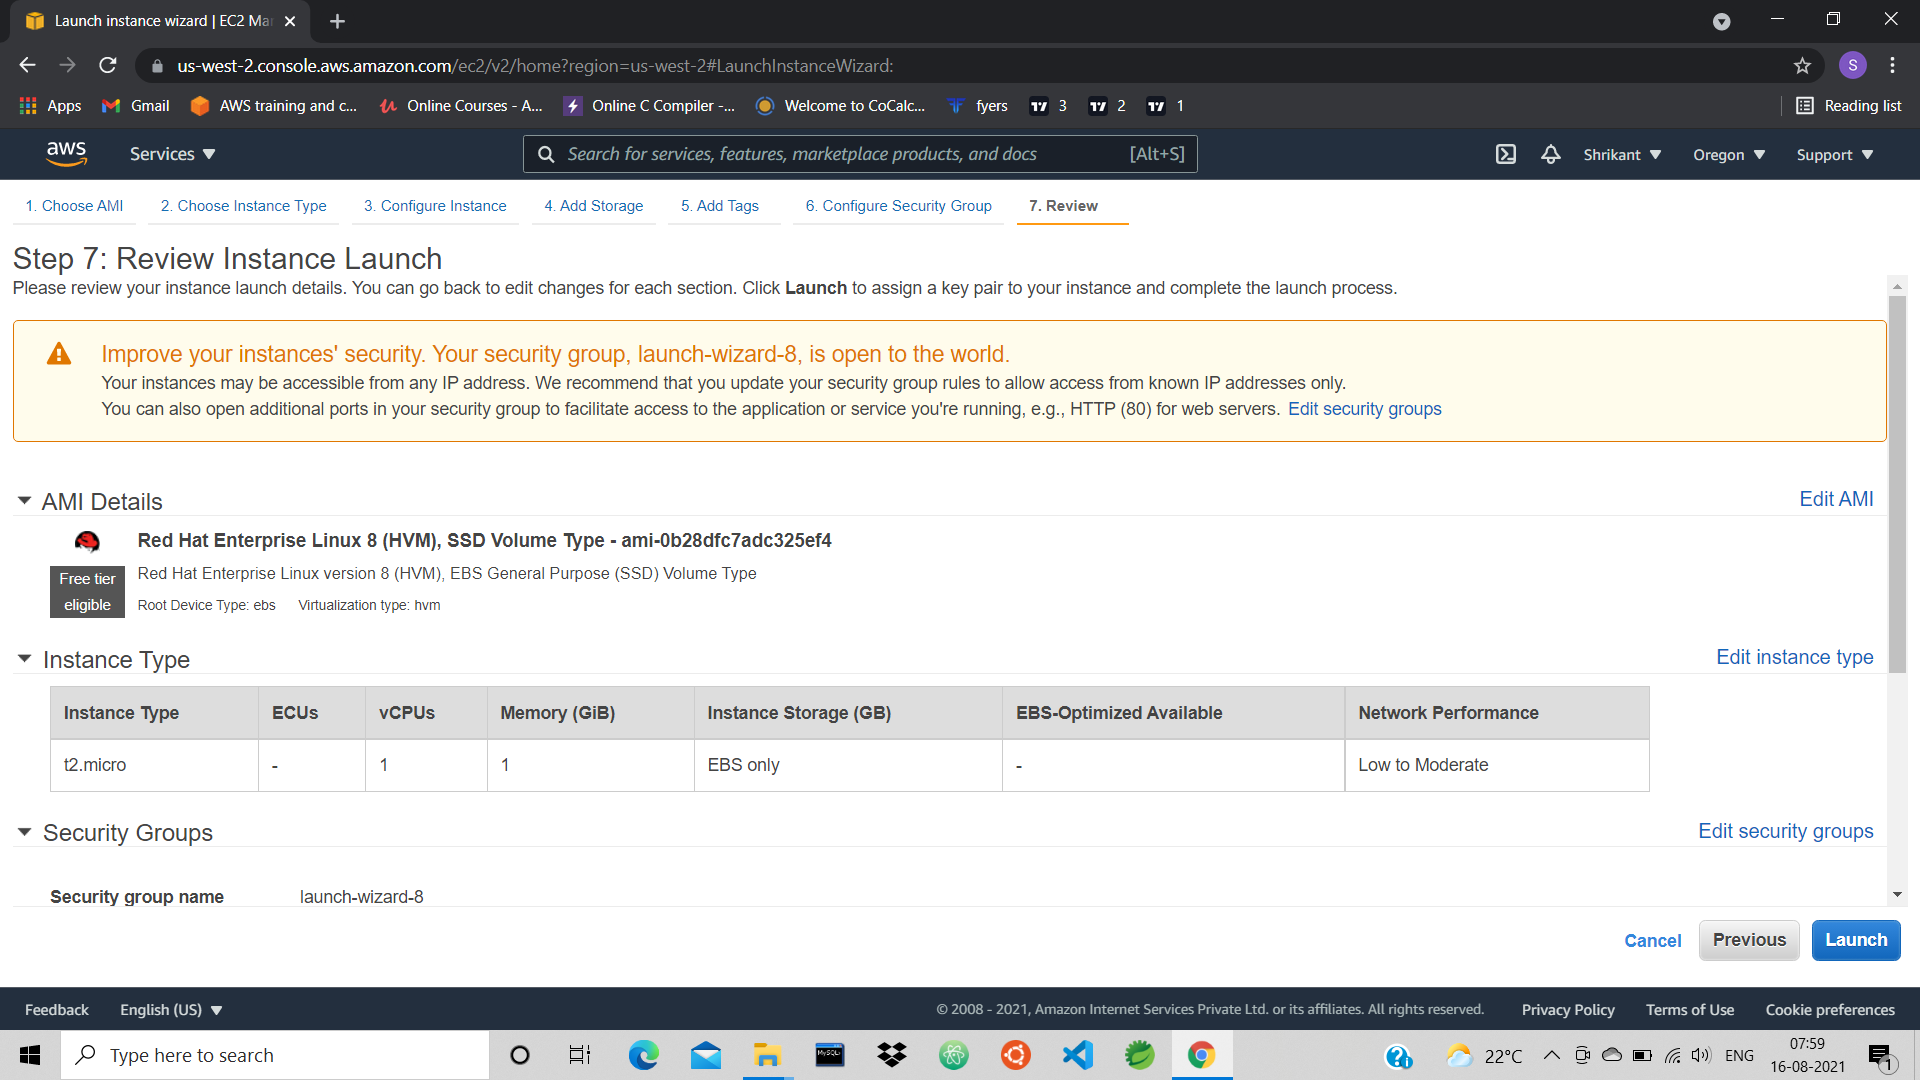 Launch instance wizard | EC2 Ma
us-west-2.console.aws.amazon.com/ec2/v2/home?region=us-west-2#LaunchInstanceWizard:
S
Apps Gmail AWS training and c... Online Courses - A... Online C Compiler -... Welcome to CoCalc... fyers 3 2 1 Reading list
aws Services Search for services, features, marketplace products, and docs [Alt+S] Shrikant Oregon Support
1. Choose AMI 2. Choose Instance Type 3. Configure Instance 4. Add Storage 5. Add Tags 6. Configure Security Group 7. Review
Step 7: Review Instance Launch
Please review your instance launch details. You can go back to edit changes for each section. Click Launch to assign a key pair to your instance and complete the launch process.
Improve your instances' security. Your security group, launch-wizard-8, is open to the world.
Your instances may be accessible from any IP address. We recommend that you update your security group rules to allow access from known IP addresses only.
You can also open additional ports in your security group to facilitate access to the application or service you're running, e.g., HTTP (80) for web servers. Edit security groups
AMI Details Edit AMI
Red Hat Enterprise Linux 8 (HVM), SSD Volume Type - ami-0b28dfc7adc325ef4
Free tier eligible
Red Hat Enterprise Linux version 8 (HVM), EBS General Purpose (SSD) Volume Type
Root Device Type: ebs Virtualization type: hvm
Instance Type Edit instance type
Instance Type ECUs vCPUs Memory (GiB) Instance Storage (GB) EBS-Optimized Available Network Performance
t2.micro - 1 1 EBS only - Low to Moderate
Security Groups Edit security groups
Security group name launch-wizard-8
Cancel Previous Launch
Feedback English (US) © 2008 - 2021, Amazon Internet Services Private Ltd. or its affiliates. All rights reserved. Privacy Policy Terms of Use Cookie preferences
Type here to search 22°C ENG 07:59
16-08-2021 1